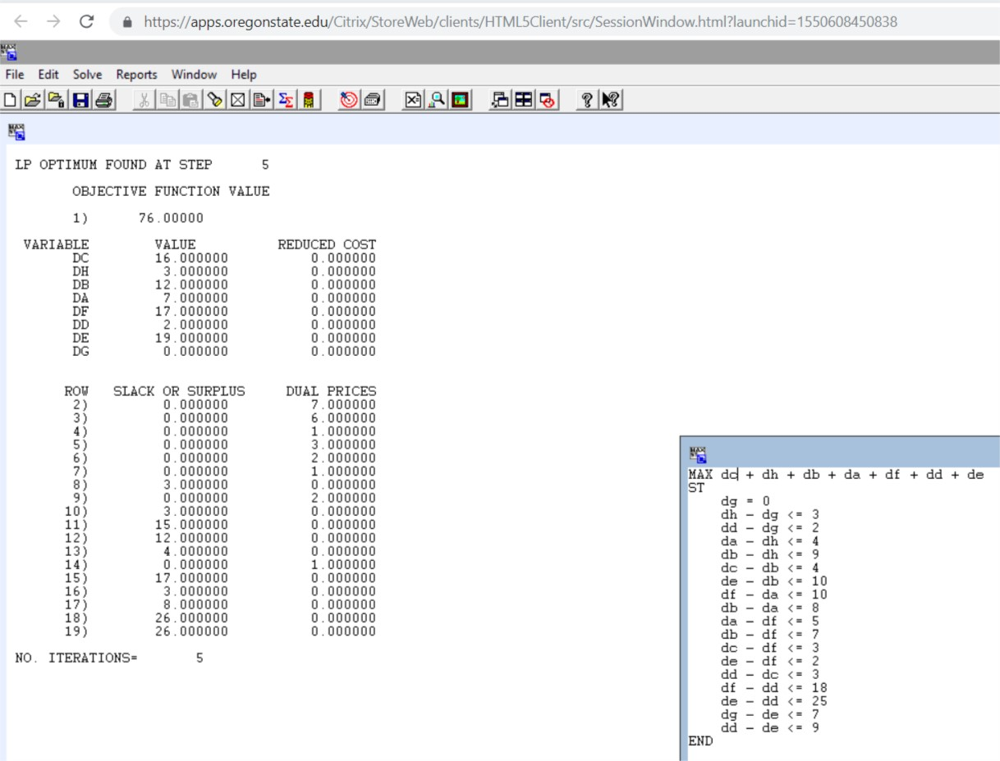 https://apps.oregonstate.edu/Citrix/StoreWeb/clients/HTML5Client/src/SessionWindow.html?launchid=1550608450838
File Edit Solve Reports Window Help
LP OPTIMUM FOUND AT STEP 5
OBJECTIVE FUNCTION VALUE
1) 76.00000
VARIABLE VALUE REDUCED COST
DC 16.000000 0.000000
DH 3.000000 0.000000
DB 12.000000 0.000000
DA 7.000000 0.000000
DF 17.000000 0.000000
DD 2.000000 0.000000
DE 19.000000 0.000000
DG 0.000000 0.000000
ROW SLACK OR SURPLUS DUAL PRICES
2) 0.000000 7.000000
3) 0.000000 6.000000
4) 0.000000 1.000000
5) 0.000000 3.000000
6) 0.000000 2.000000
7) 0.000000 1.000000
8) 3.000000 0.000000
9) 0.000000 2.000000
10) 3.000000 0.000000
11) 15.000000 0.000000
12) 12.000000 0.000000
13) 4.000000 0.000000
14) 0.000000 1.000000
15) 17.000000 0.000000
16) 3.000000 0.000000
17) 8.000000 0.000000
18) 26.000000 0.000000
19) 26.000000 0.000000
NO. ITERATIONS= 5
MAX dc + dh + db + da + df + dd + de
ST
dg = 0
dh - dg <= 3
dd - dg <= 2
da - dh <= 4
db - dh <= 9
dc - db <= 4
de - db <= 10
df - da <= 10
db - da <= 8
da - df <= 5
db - df <= 7
dc - df <= 3
de - df <= 2
dd - dc <= 3
df - dd <= 18
de - dd <= 25
dg - de <= 7
dd - de <= 9
END